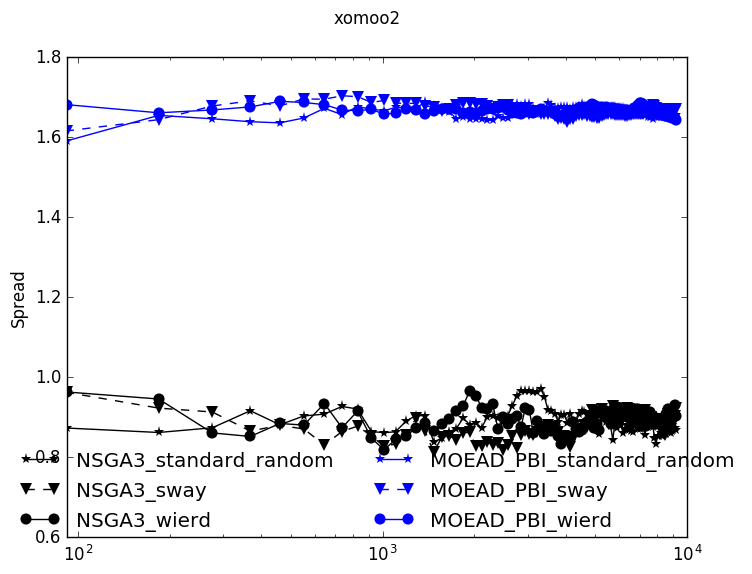 xomoo2
1.8
1.6
1.4
1.2
1.0
0.8
0.6
Spread
NSGA3_standard_random
NSGA3_sway
NSGA3_wierd
MOEAD_PBI_standard_random
MOEAD_PBI_sway
MOEAD_PBI_wierd
10² 10³ 10⁴